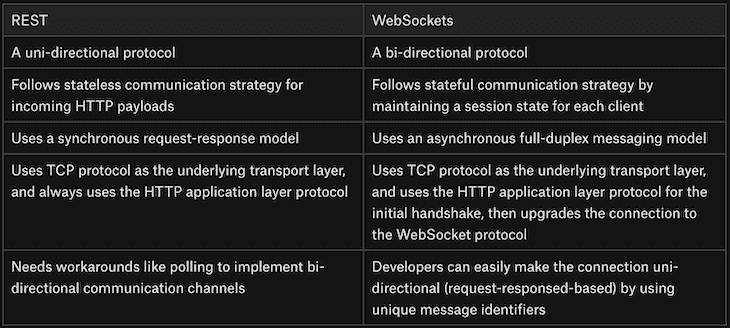 REST
WebSockets
A uni-directional protocol
A bi-directional protocol
Follows stateless communication strategy for
incoming HTTP payloads
Follows stateful communication strategy by
maintaining a session state for each client
Uses a synchronous request-response model
Uses an asynchronous full-duplex messaging model
Uses TCP protocol as the underlying transport layer,
and always uses the HTTP application layer protocol
Uses TCP protocol as the underlying transport layer,
and uses the HTTP application layer protocol for the
initial handshake, then upgrades the connection to
the WebSocket protocol
Needs workarounds like polling to implement bi-
directional communication channels
Developers can easily make the connection uni-
directional (request-responsed-based) by using
unique message identifiers